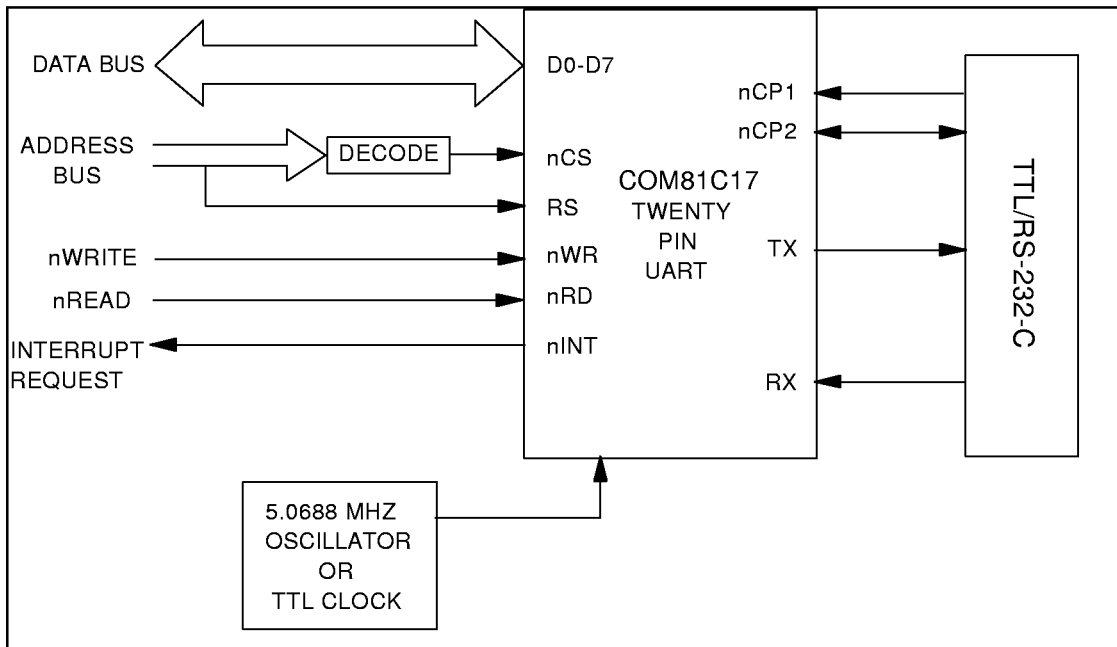 DATA BUS
D0-D7
ADDRESS
BUS
DECODE
nCS
RS
nWRITE
nWR
nREAD
nRD
INTERRUPT
REQUEST
nINT
COM81C17
TWENTY
PIN
UART
nCP1
nCP2
TX
RX
TTL/RS-232-C
5.0688 MHZ
OSCILLATOR
OR
TTL CLOCK